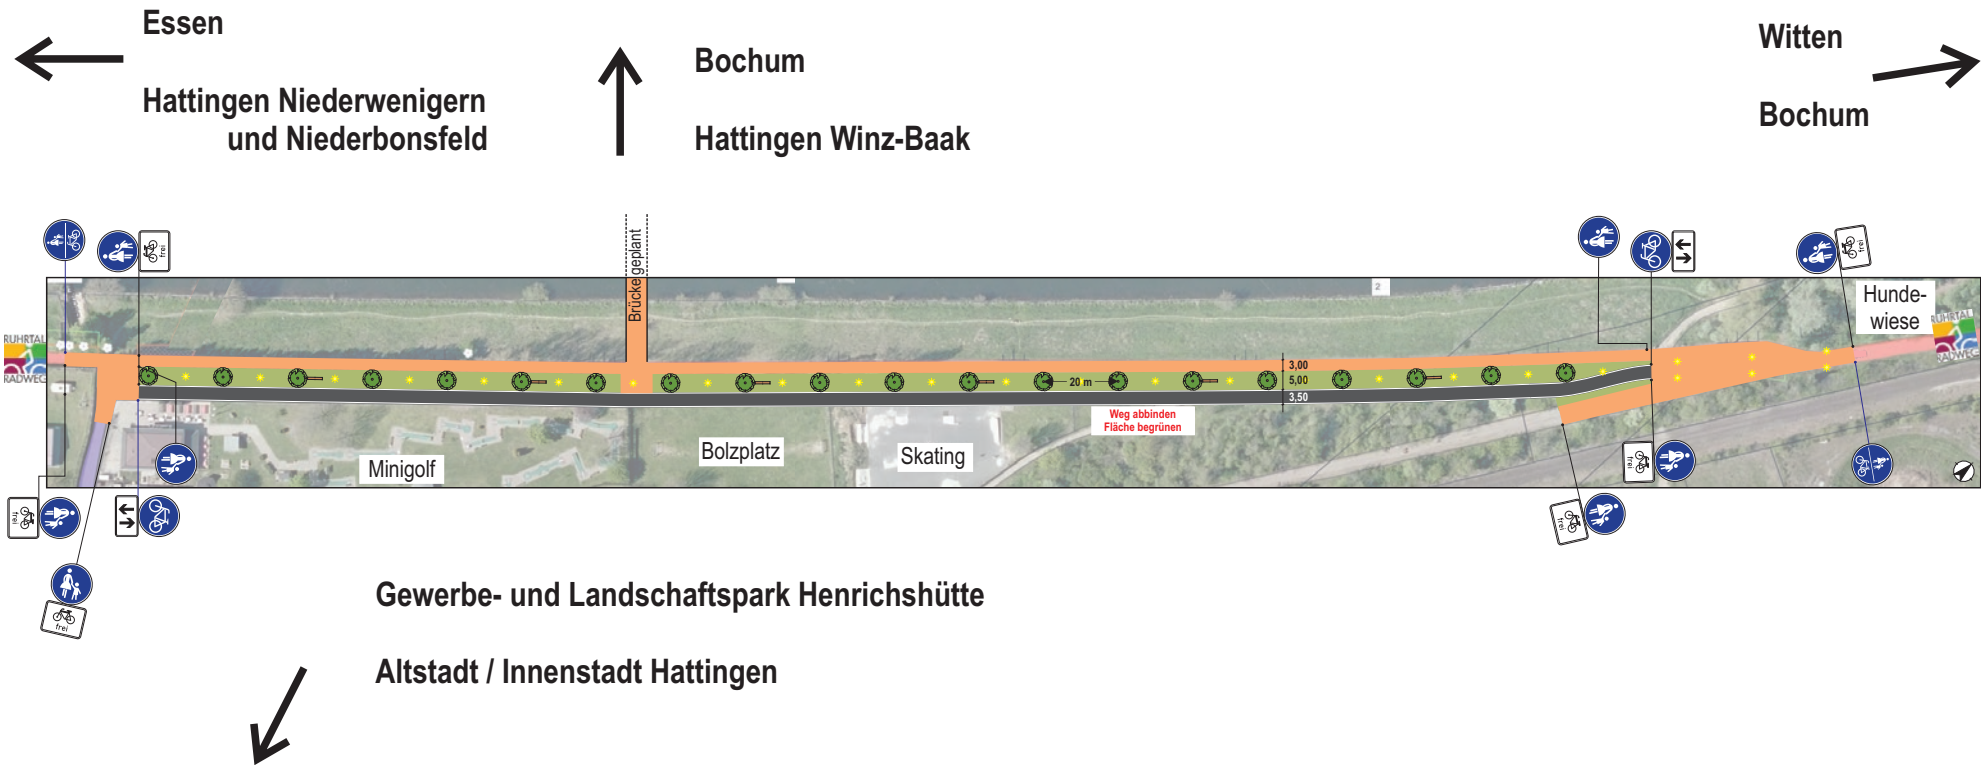 Essen
Hattingen Niederwenigern
und Niederbonsfeld
Bochum
Hattingen Winz-Baak
Witten
Bochum
frei
Brücke geplant
2
frei
Hunde-
wiese
RUHRTAL
RADWEG
RUHRTAL
RADWEG
3,00
5,00
3,50
20 m
Weg abbinden
Fläche begrünen
Minigolf
Bolzplatz
Skating
frei
frei
frei
frei
Gewerbe- und Landschaftspark Henrichshütte
Altstadt / Innenstadt Hattingen